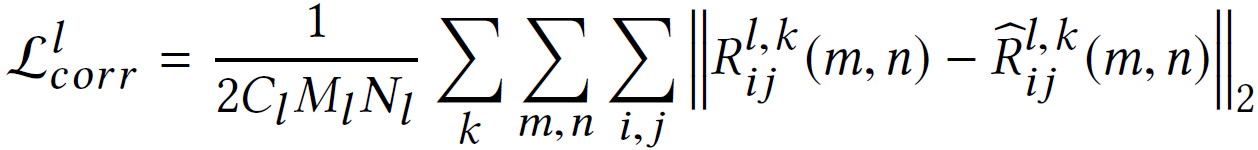 $\mathcal{L}^{l}_{corr} = \frac{1}{2C_l M_l N_l} \sum_{k} \sum_{m,n} \sum_{i,j} \left\| R^{l,k}_{ij}(m,n) - \widehat{R}^{l,k}_{ij}(m,n) \right\|_2$